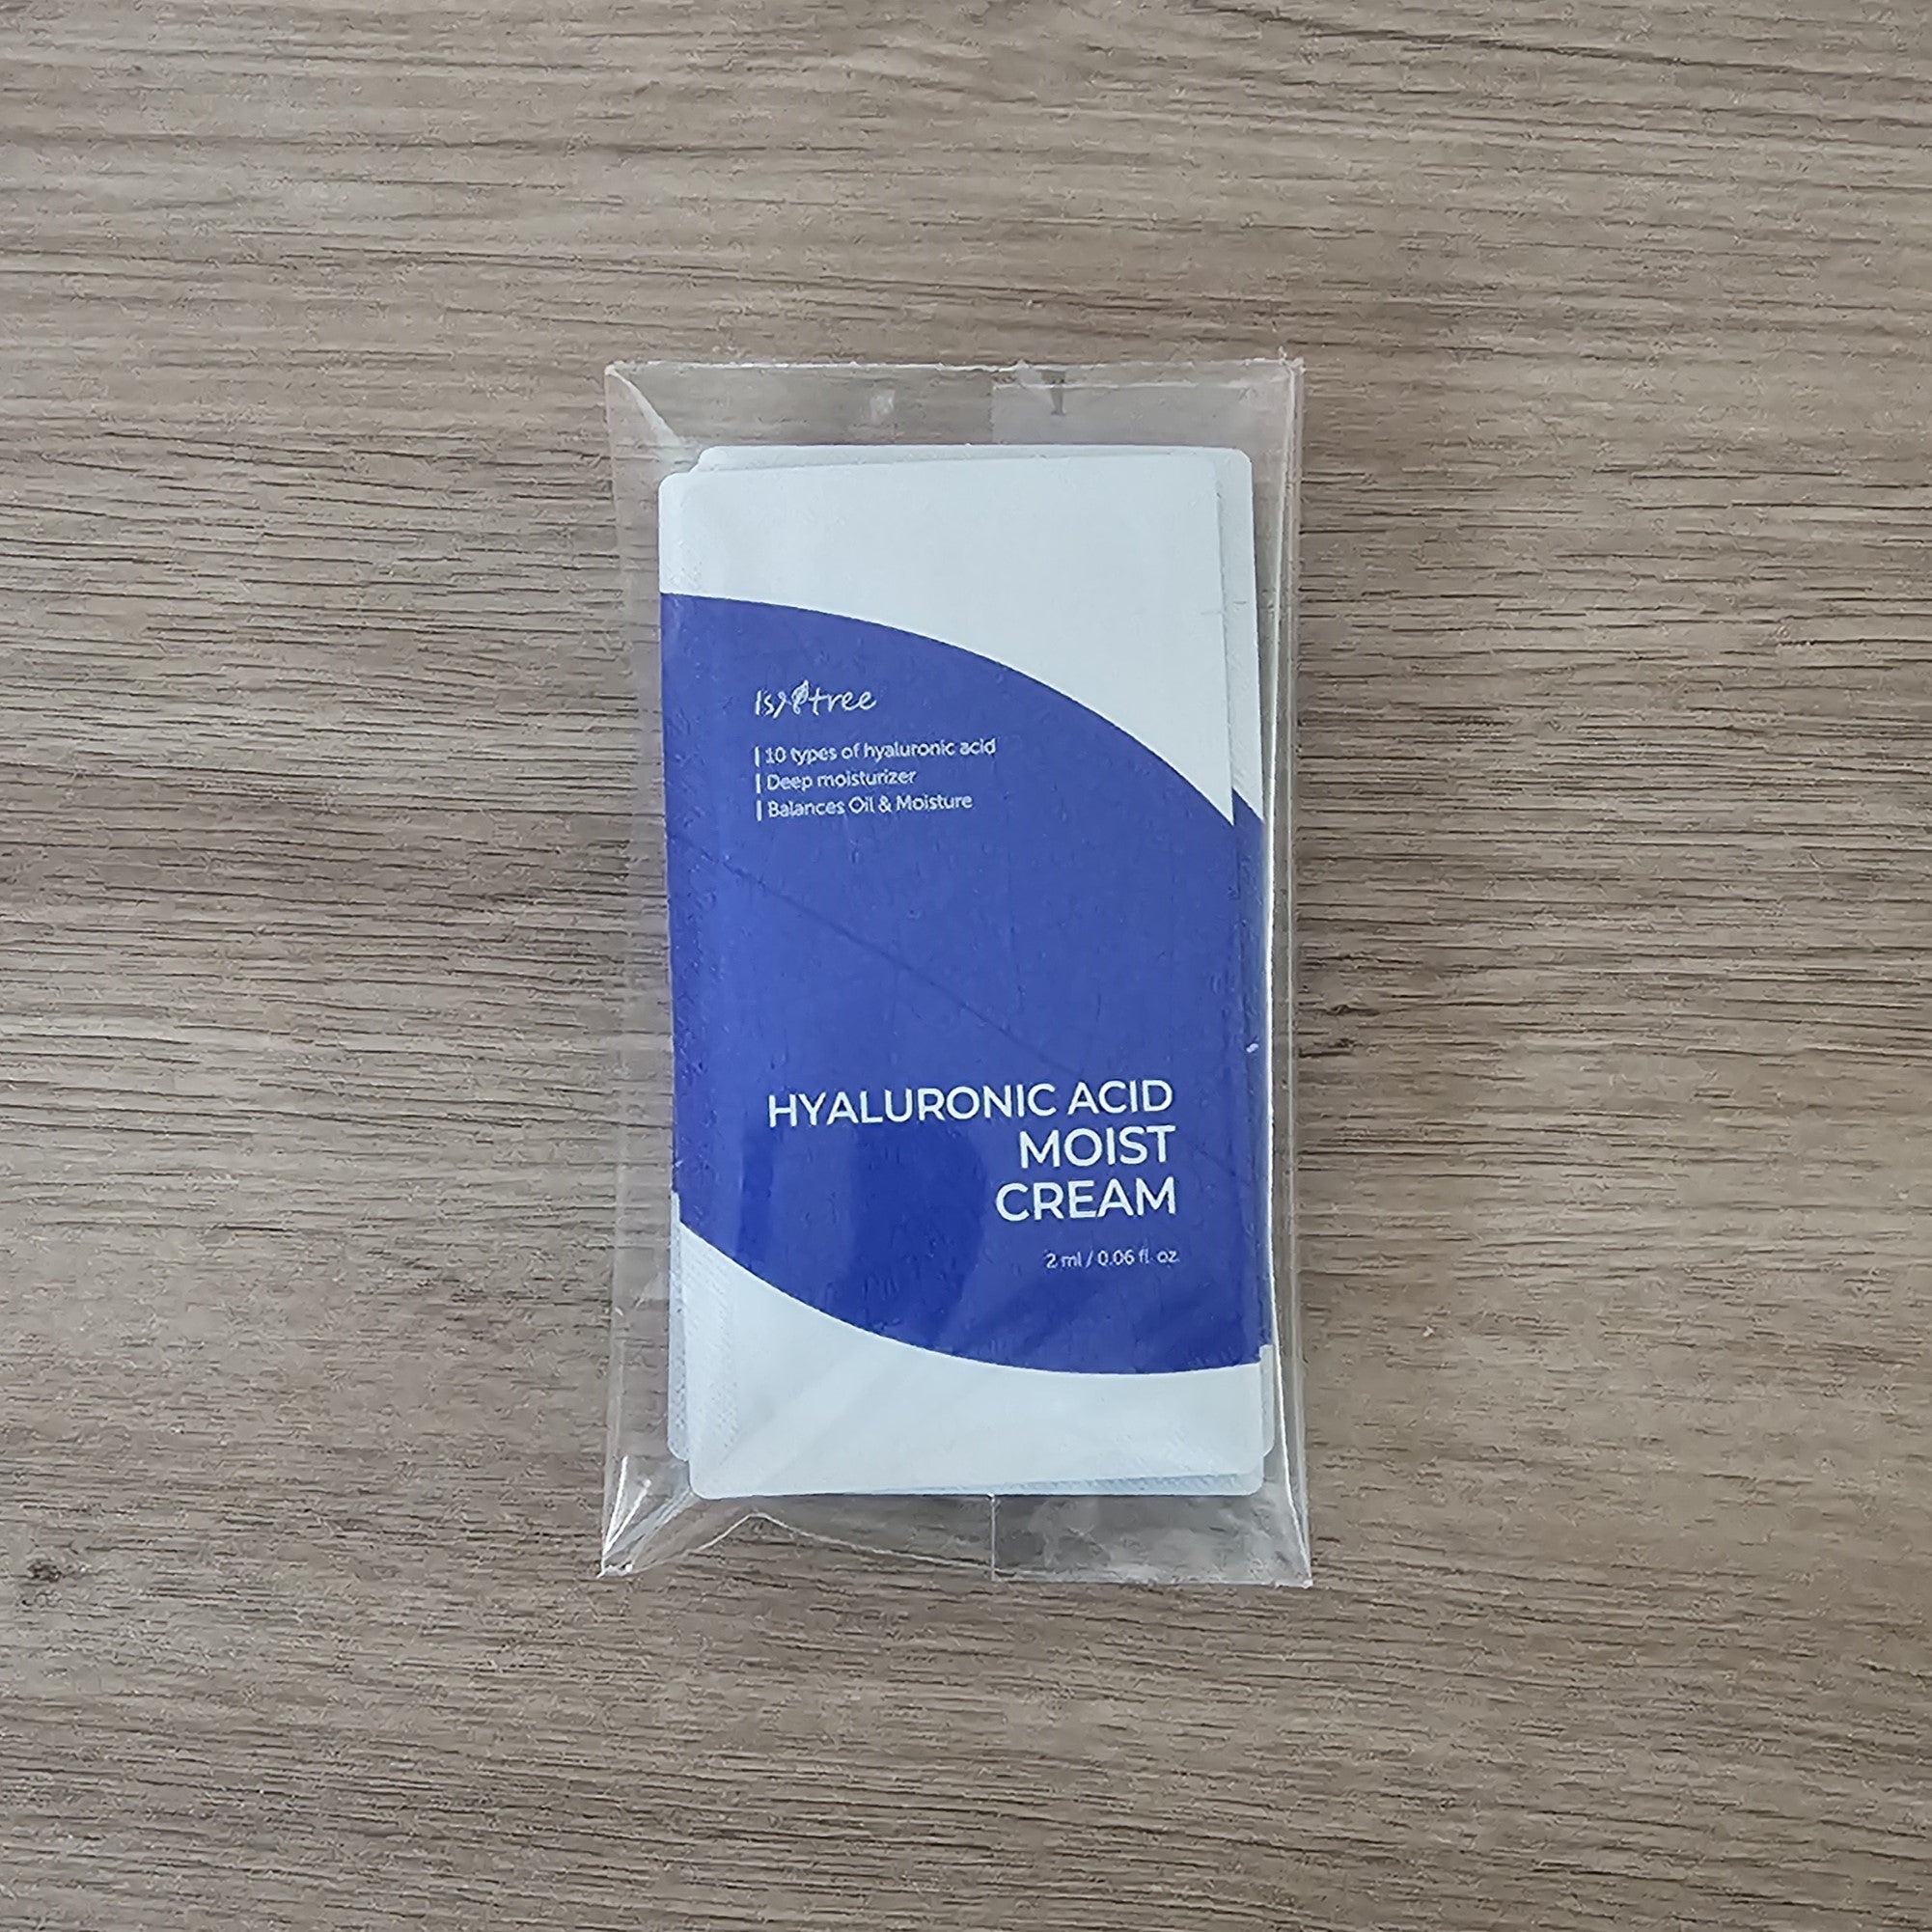 Isntree
10 types of hyaluronic acid
Deep moisturizer
Balances Oil & Moisture
HYALURONIC ACID
MOIST
CREAM
2 ml / 0.06 fl. oz.